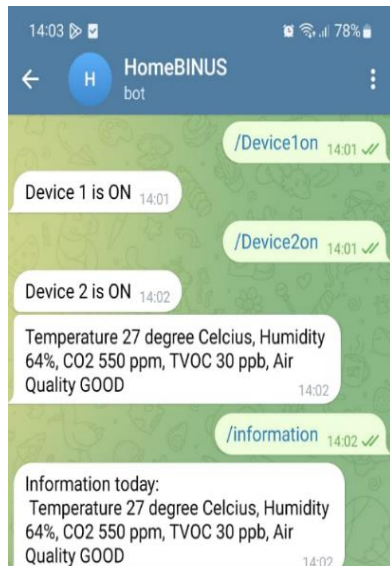 14:03 78%
H HomeBINUS
bot
/Device1on 14:01
Device 1 is ON 14:01
/Device2on 14:01
Device 2 is ON 14:02
Temperature 27 degree Celcius, Humidity
64%, CO2 550 ppm, TVOC 30 ppb, Air
Quality GOOD 14:02
/information 14:02
Information today:
Temperature 27 degree Celcius, Humidity
64%, CO2 550 ppm, TVOC 30 ppb, Air
Quality GOOD 14:02